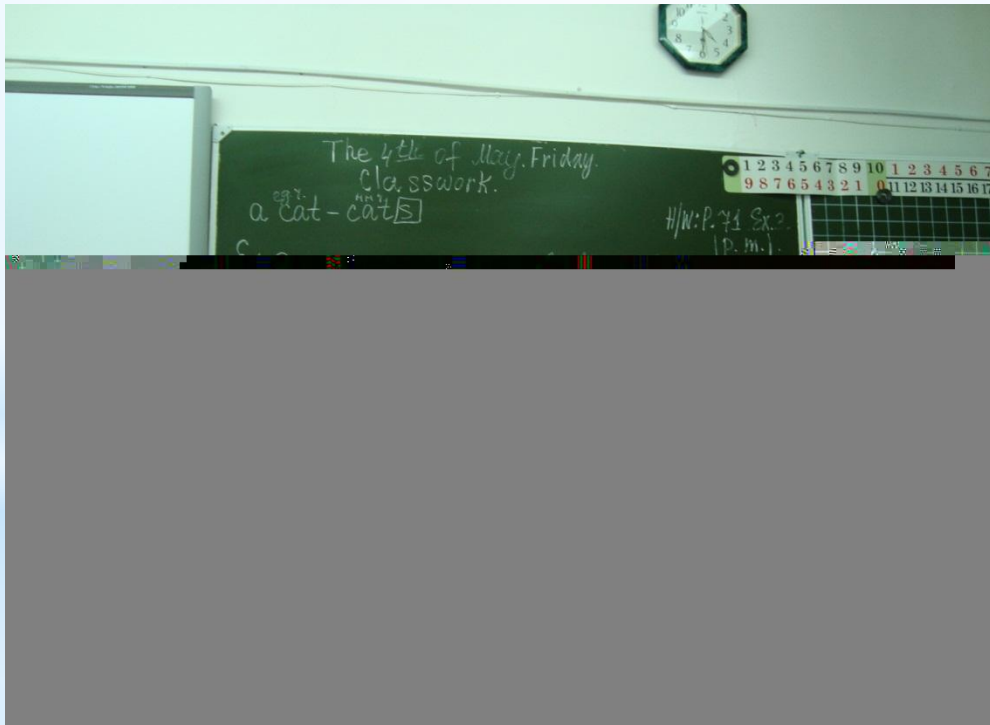 The 4th of May. Friday.
Classwork.
ед.ч. мн.ч.
a cat – cats
H/W: P. 71 Ex.
1 2 3 4 5 6 7 8 9 10 1 2 3 4 5 6 7
9 8 7 6 5 4 3 2 1 0 11 12 13 14 15 16 17